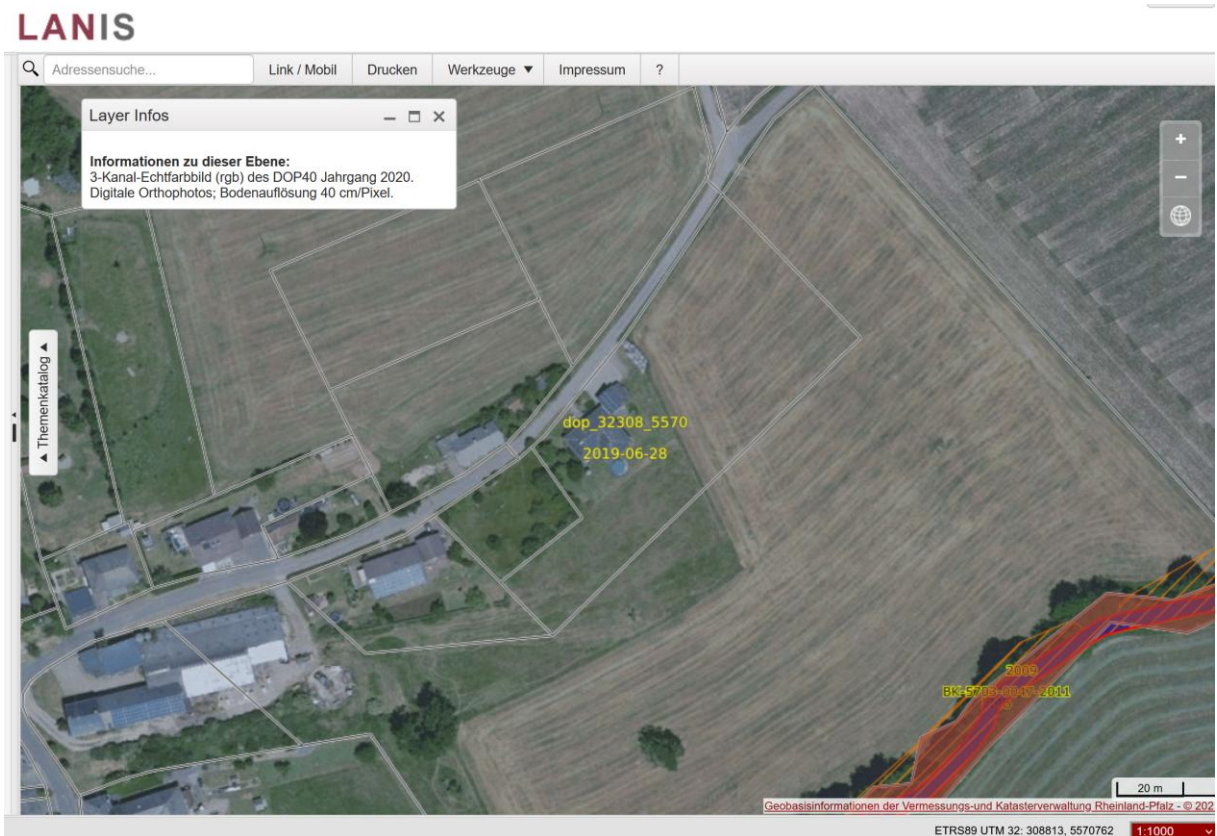 LANIS
Adressensuche...
Link / Mobil
Drucken
Werkzeuge ▼
Impressum
?
Layer Infos
Informationen zu dieser Ebene:
3-Kanal-Echtfarbbild (rgb) des DOP40 Jahrgang 2020.
Digitale Orthophotos; Bodenauflösung 40 cm/Pixel.
+
−
◄ Themenkatalog ►
dop_32308_5570
2019-06-28
2009
20 m
Geobasisinformationen der Vermessungs-und Katasterverwaltung Rheinland-Pfalz - © 202
ETRS89 UTM 32: 308813, 5570762
1:1000